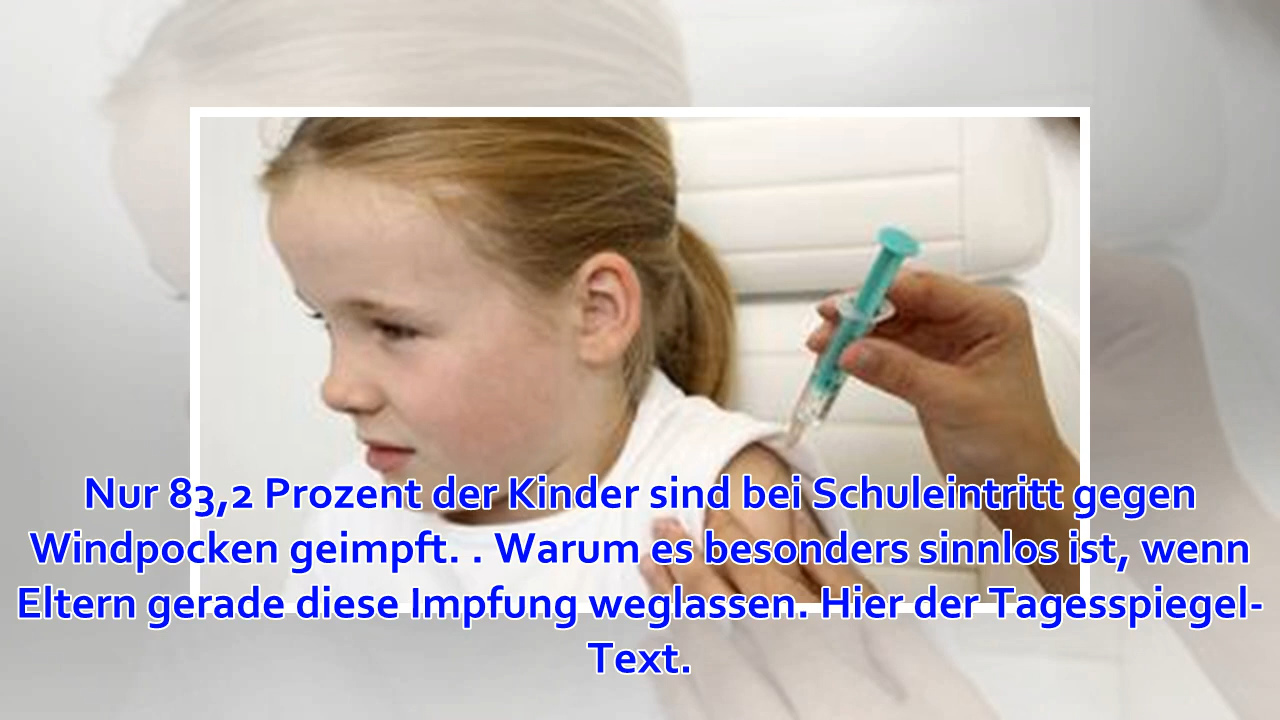 Nur 83,2 Prozent der Kinder sind bei Schuleintritt gegen
Windpocken geimpft. . Warum es besonders sinnlos ist, wenn
Eltern gerade diese Impfung weglassen. Hier der Tagesspiegel-
Text.